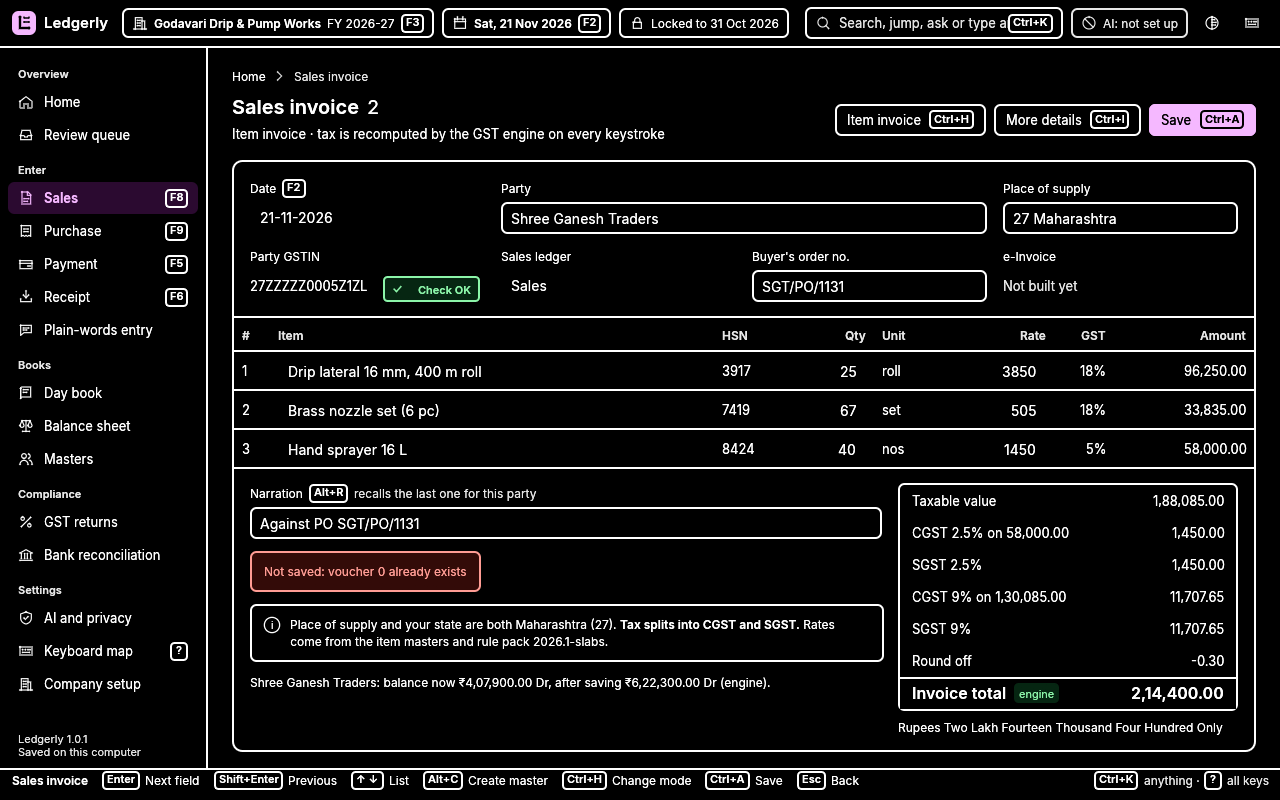 Ledgerly
Godavari Drip & Pump Works FY 2026-27 F3
Sat, 21 Nov 2026 F2
Locked to 31 Oct 2026
Search, jump, ask or type a Ctrl+K
AI: not set up
Overview
Home
Review queue
Enter
Sales F8
Purchase F9
Payment F5
Receipt F6
Plain-words entry
Books
Day book
Balance sheet
Masters
Compliance
GST returns
Bank reconciliation
Settings
AI and privacy
Keyboard map ?
Company setup
Ledgerly 1.0.1
Saved on this computer
Home > Sales invoice
Sales invoice 2
Item invoice · tax is recomputed by the GST engine on every keystroke
Item invoice Ctrl+H
More details Ctrl+I
Save Ctrl+A
Date F2 Party Place of supply
21-11-2026 Shree Ganesh Traders 27 Maharashtra
Party GSTIN Sales ledger Buyer's order no. e-Invoice
27ZZZZZ0005Z1ZL ✓ Check OK Sales SGT/PO/1131 Not built yet
# Item HSN Qty Unit Rate GST Amount
1 Drip lateral 16 mm, 400 m roll 3917 25 roll 3850 18% 96,250.00
2 Brass nozzle set (6 pc) 7419 67 set 505 18% 33,835.00
3 Hand sprayer 16 L 8424 40 nos 1450 5% 58,000.00
Narration Alt+R recalls the last one for this party
Against PO SGT/PO/1131
Not saved: voucher 0 already exists
Place of supply and your state are both Maharashtra (27). Tax splits into CGST and SGST. Rates
come from the item masters and rule pack 2026.1-slabs.
Shree Ganesh Traders: balance now ₹4,07,900.00 Dr, after saving ₹6,22,300.00 Dr (engine).
Taxable value 1,88,085.00
CGST 2.5% on 58,000.00 1,450.00
SGST 2.5% 1,450.00
CGST 9% on 1,30,085.00 11,707.65
SGST 9% 11,707.65
Round off -0.30
Invoice total engine 2,14,400.00
Rupees Two Lakh Fourteen Thousand Four Hundred Only
Sales invoice Enter Next field Shift+Enter Previous ↑↓ List Alt+C Create master Ctrl+H Change mode Ctrl+A Save Esc Back Ctrl+K anything · ? all keys